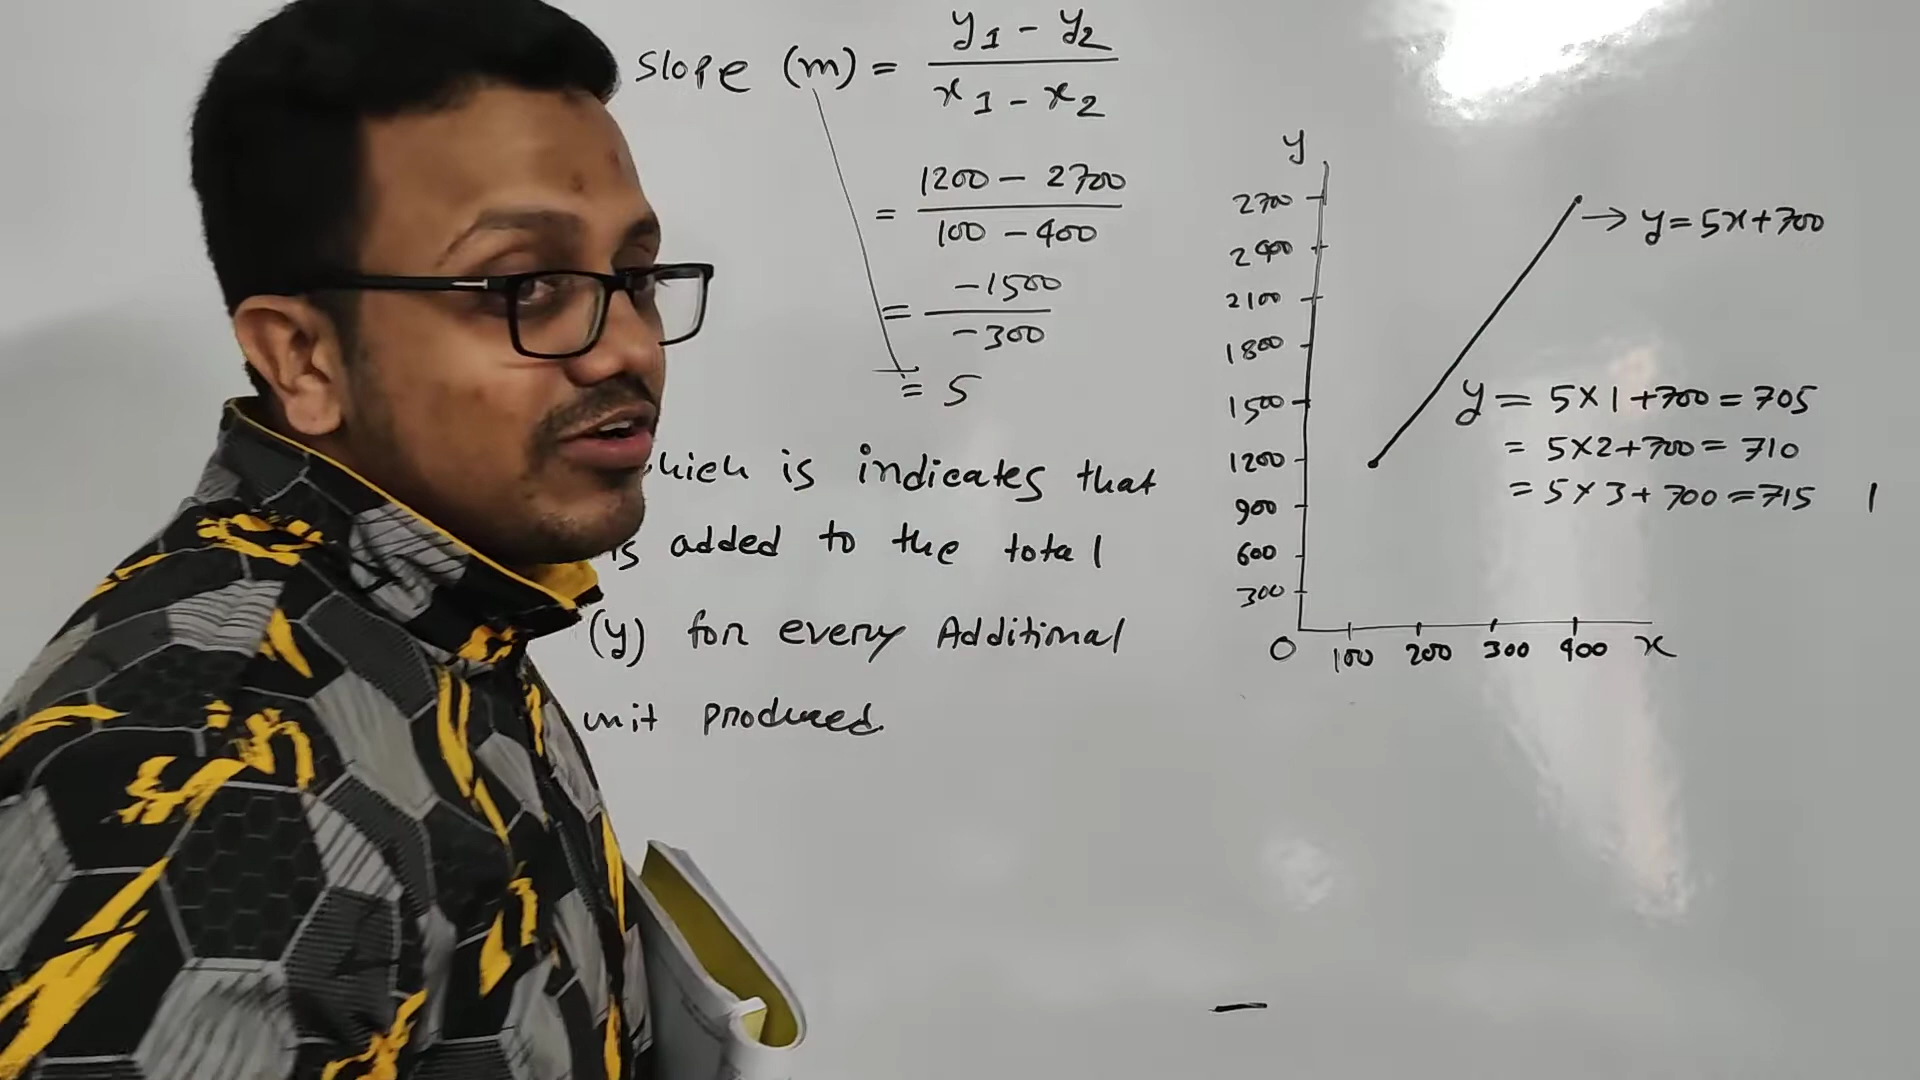 Slope (m) = y1 - y2 / x1 - x2
= 1200 - 2700 / 100 - 400
= -1500 / -300
= 5
is indicates that
is added to the total
(y) for every Additional
unit produced.
y
2700
2400
2100
1800
1500
1200
900
600
300
0 100 200 300 400 x
→ y=5x+700
y = 5×1+700=705
= 5×2+700=710
= 5×3+700=715